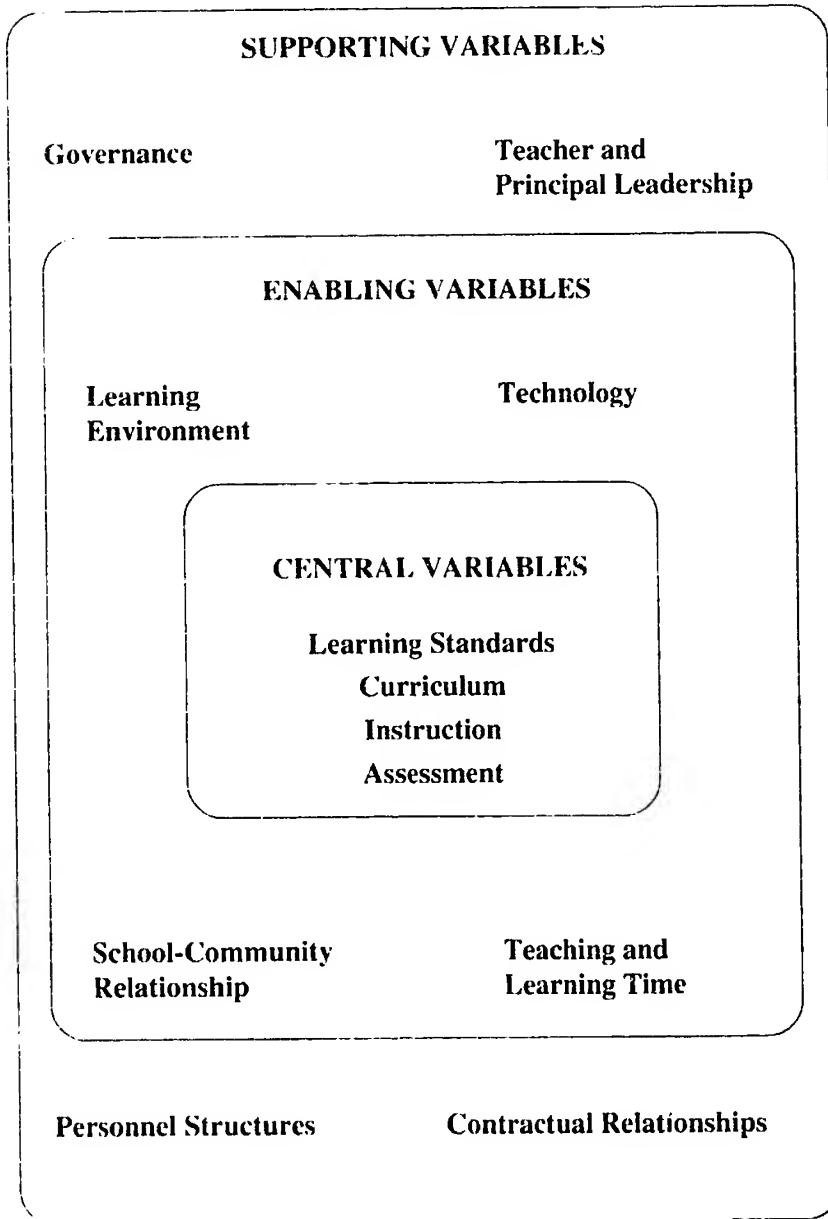 SUPPORTING VARIABLES
Governance
Teacher and
Principal Leadership
ENABLING VARIABLES
Learning
Environment
Technology
CENTRAL VARIABLES
Learning Standards
Curriculum
Instruction
Assessment
School-Community
Relationship
Teaching and
Learning Time
Personnel Structures
Contractual Relationships